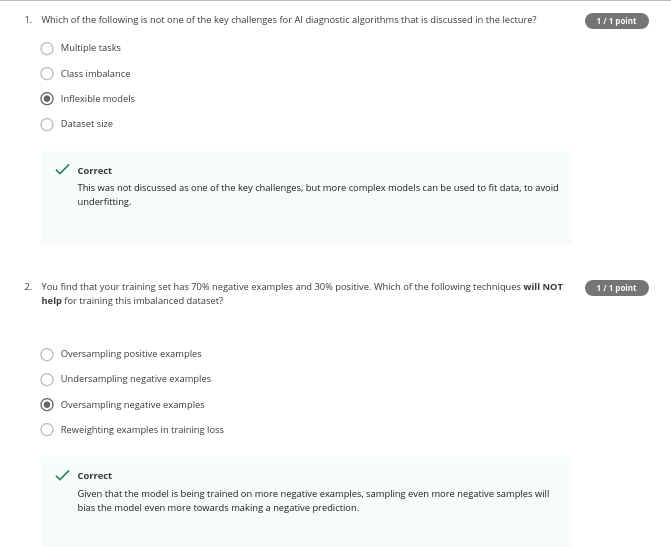 1. Which of the following is not one of the key challenges for AI diagnostic algorithms that is discussed in the lecture?
1 / 1 point
Multiple tasks
Class imbalance
Inflexible models
Dataset size
Correct
This was not discussed as one of the key challenges, but more complex models can be used to fit data, to avoid
underfitting.
2. You find that your training set has 70% negative examples and 30% positive. Which of the following techniques will NOT
help for training this imbalanced dataset?
1 / 1 point
Oversampling positive examples
Undersampling negative examples
Oversampling negative examples
Reweighting examples in training loss
Correct
Given that the model is being trained on more negative examples, sampling even more negative samples will
bias the model even more towards making a negative prediction.